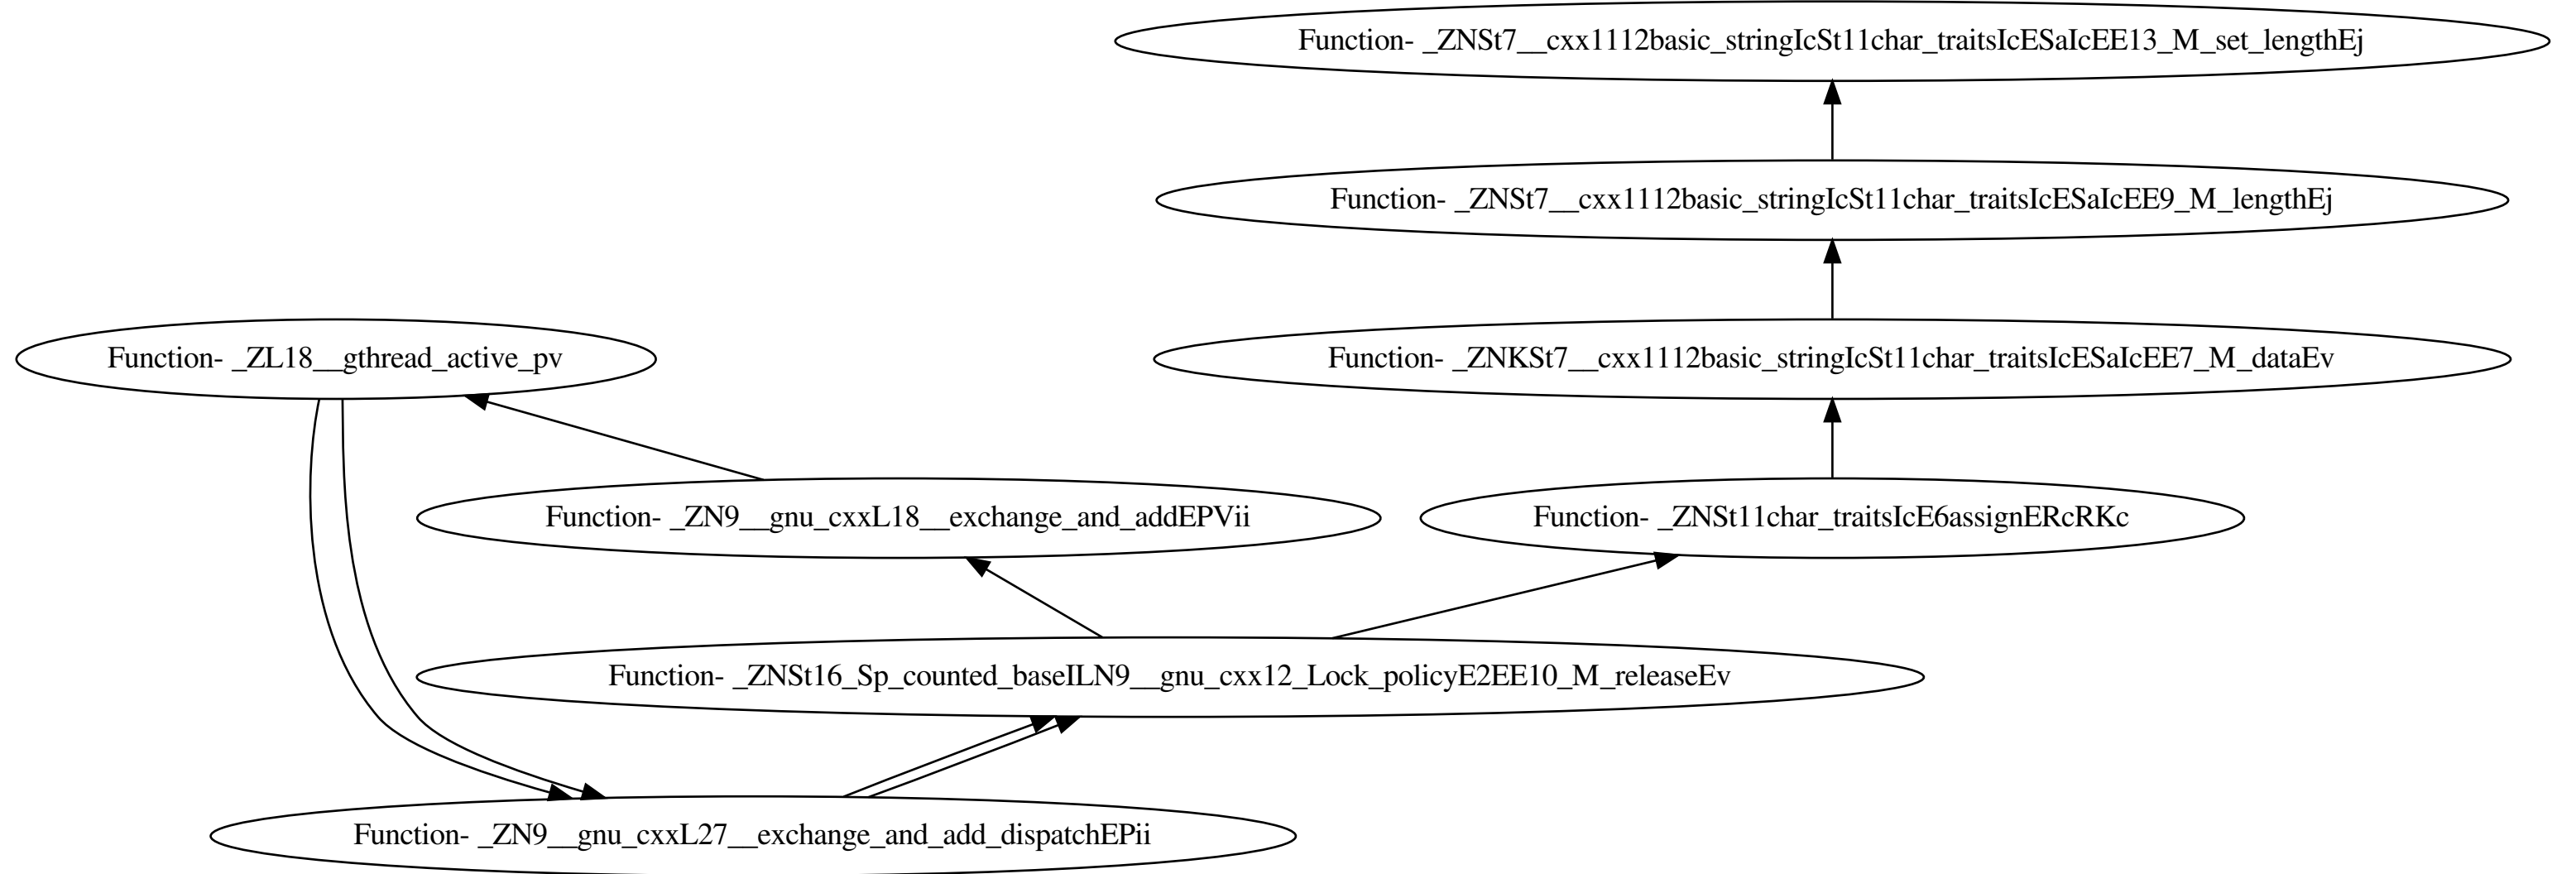 Function- _ZNSt7__cxx1112basic_stringIcSt11char_traitsIcESaIcEE13_M_set_lengthEj
Function- _ZNSt7__cxx1112basic_stringIcSt11char_traitsIcESaIcEE9_M_lengthEj
Function- _ZL18__gthread_active_pv
Function- _ZNKSt7__cxx1112basic_stringIcSt11char_traitsIcESaIcEE7_M_dataEv
Function- _ZN9__gnu_cxxL18__exchange_and_addEPVii
Function- _ZNSt11char_traitsIcE6assignERcRKc
Function- _ZNSt16_Sp_counted_baseILN9__gnu_cxx12_Lock_policyE2EE10_M_releaseEv
Function- _ZN9__gnu_cxxL27__exchange_and_add_dispatchEPii